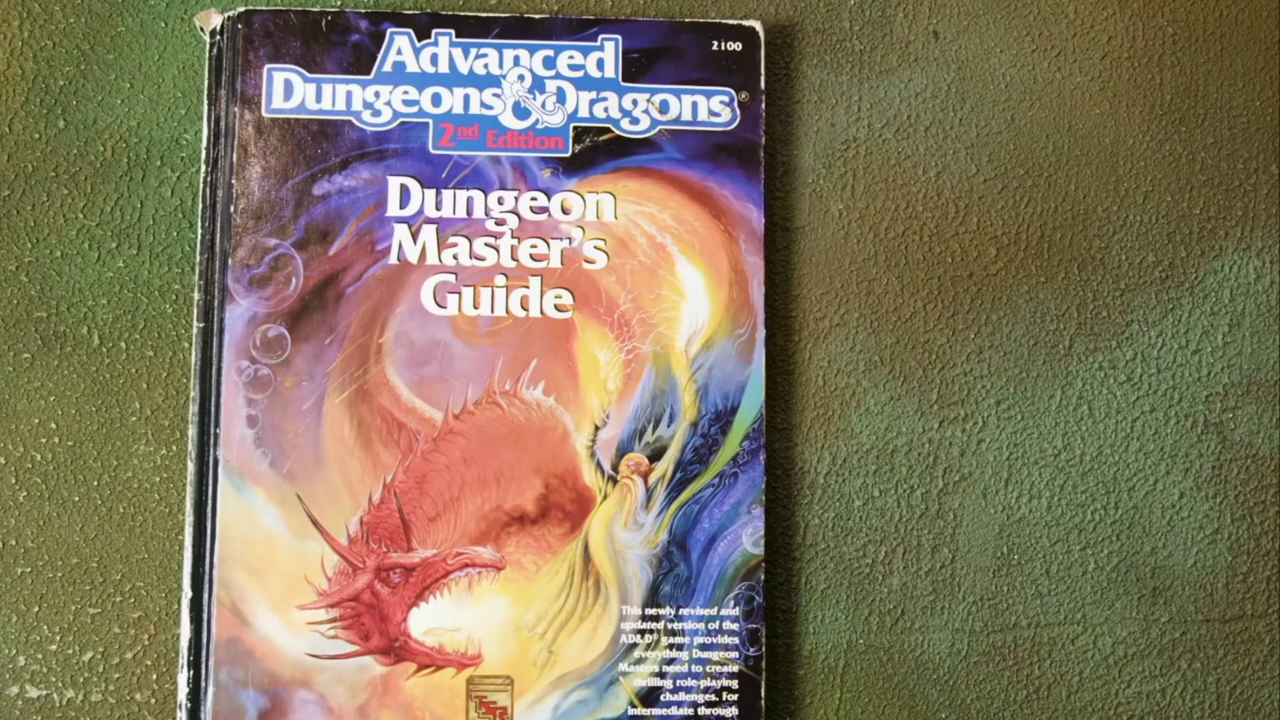 2100
Advanced
Dungeons & Dragons®
2nd Edition
Dungeon
Master's
Guide
This newly revised and
updated version of the
AD&D® game provides
everything Dungeon
Masters need to create
thrilling role-playing
challenges. For
intermediate through
TSR